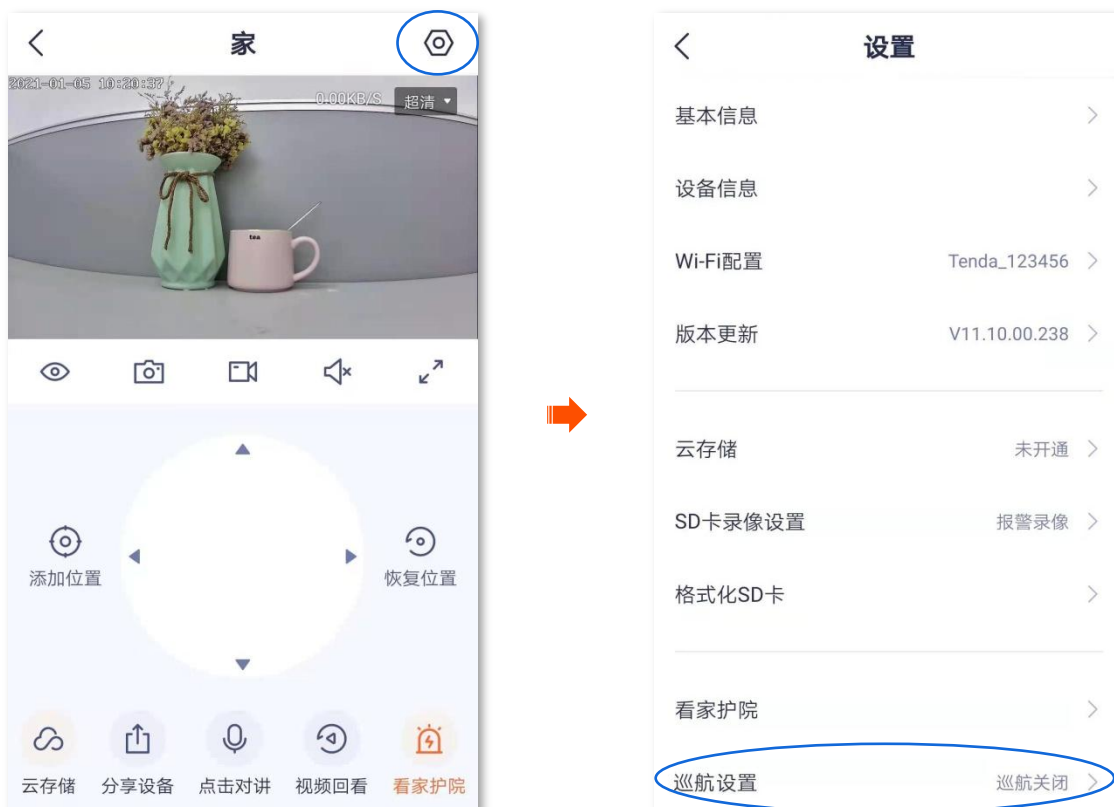 家
2021-01-05 10:20:37
0.00KB/S
超清
tea
添加位置
恢复位置
云存储
分享设备
点击对讲
视频回看
看家护院
设置
基本信息
设备信息
Wi-Fi配置 Tenda_123456
版本更新 V11.10.00.238
云存储 未开通
SD卡录像设置 报警录像
格式化SD卡
看家护院
巡航设置 巡航关闭